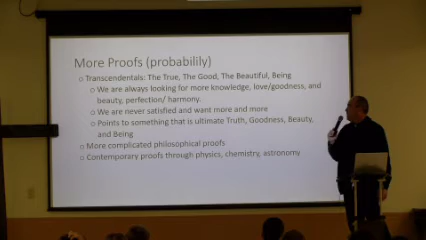 More Proofs (probabilily)
Transcendentals: The True, The Good, The Beautiful, Being
We are always looking for more knowledge, love/goodness, and
beauty, perfection/ harmony.
We are never satisfied and want more and more
Points to something that is ultimate Truth, Goodness, Beauty,
and Being
More complicated philosophical proofs
Contemporary proofs through physics, chemistry, astronomy